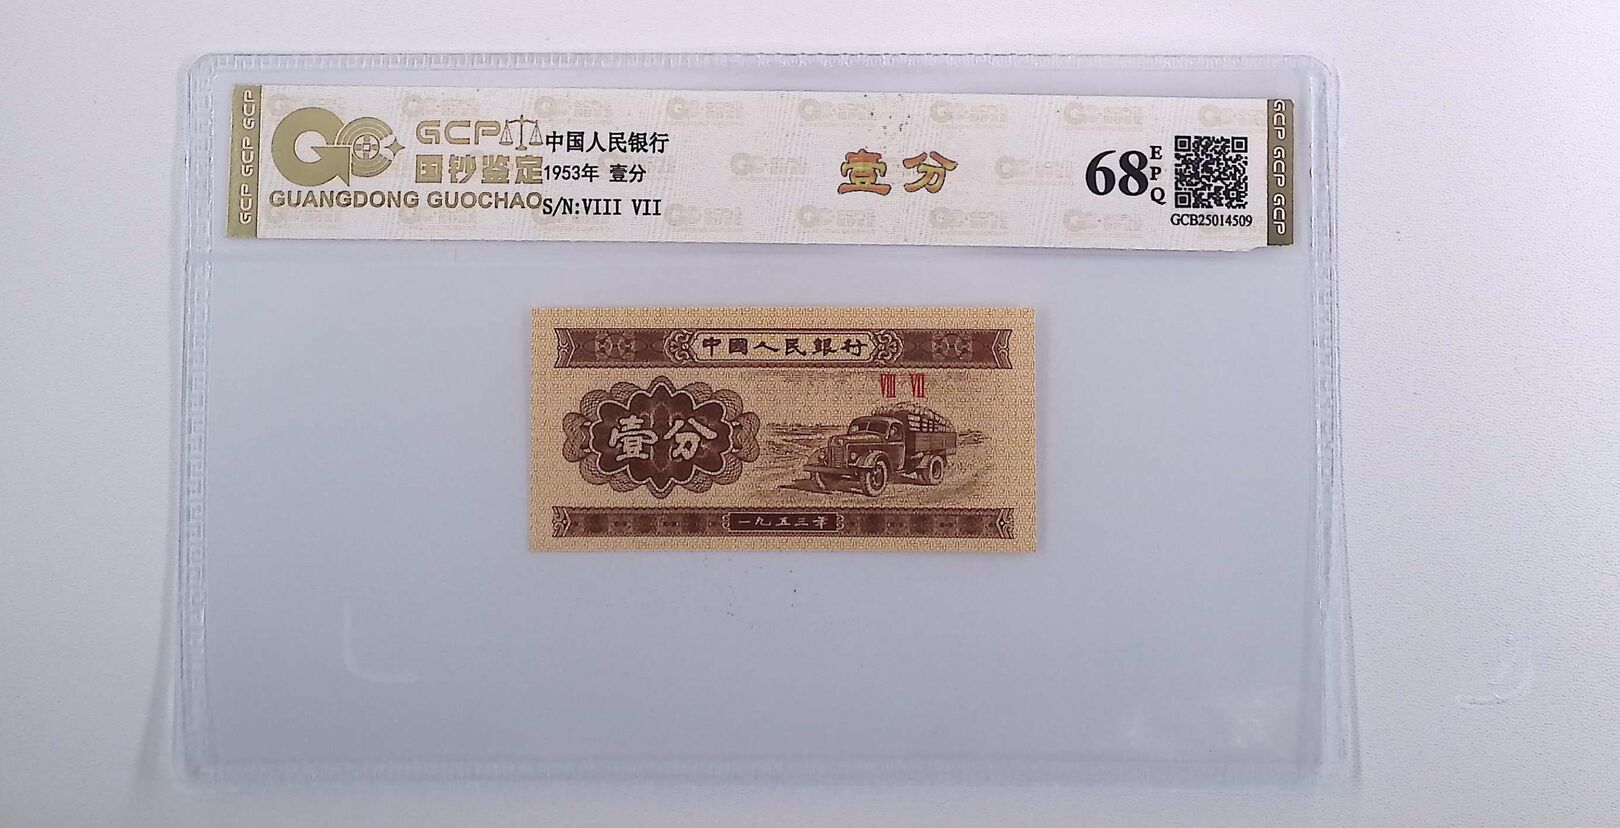 GCP GCP GCP
GCP
国钞鉴定
GUANGDONG GUOCHAO
中国人民银行
1953年 壹分
S/N:VIII VII
壹分
68
EPQ
GCB25014509
GCP GCP GCP
中國人民銀行
VIII VII
壹分
一九五三年